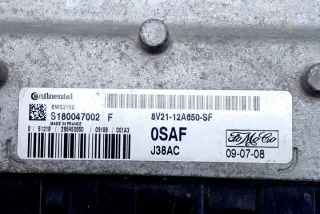 Continental
EMS2102
S180047002 F
MADE IN FRANCE
8V21-12A650-SF
0SAF
J38AC
FoMoCo
09-07-08